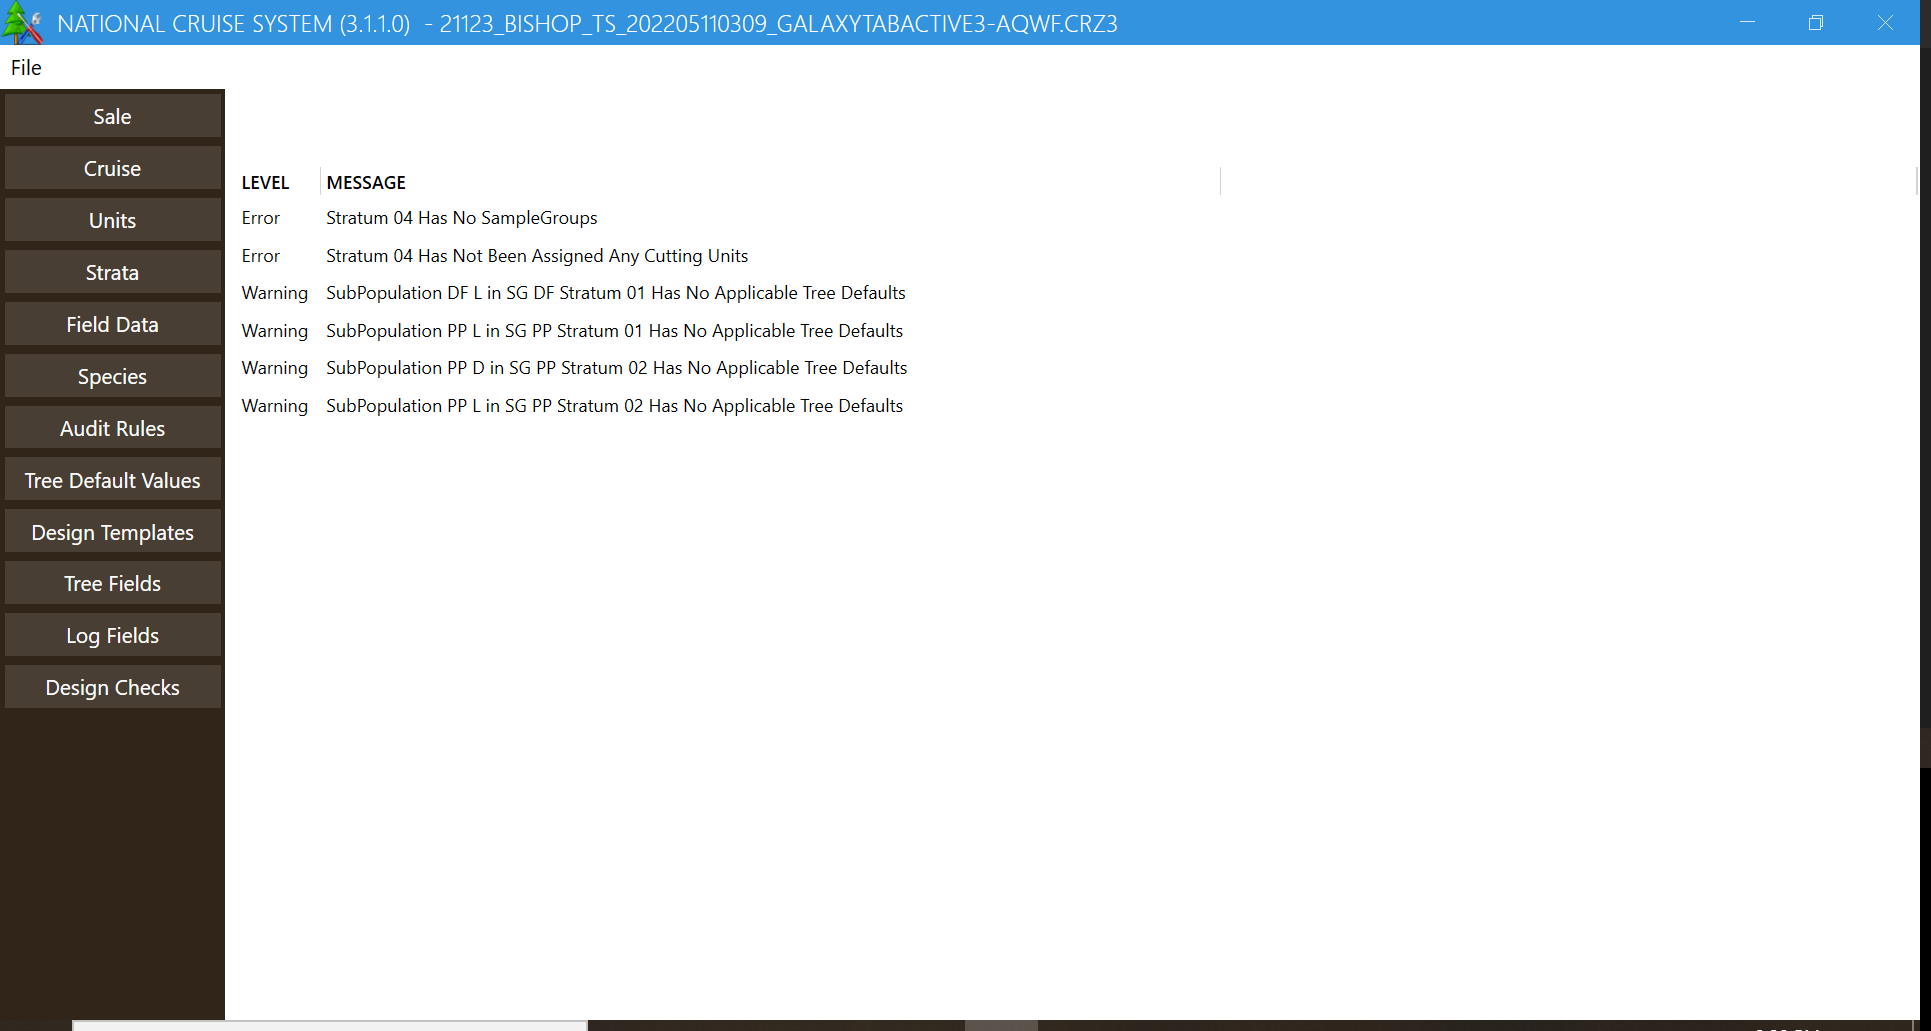 NATIONAL CRUISE SYSTEM (3.1.1.0) - 21123_BISHOP_TS_202205110309_GALAXYTABACTIVE3-AQWF.CRZ3
File
Sale
Cruise
Units
Strata
Field Data
Species
Audit Rules
Tree Default Values
Design Templates
Tree Fields
Log Fields
Design Checks
LEVEL MESSAGE
Error Stratum 04 Has No SampleGroups
Error Stratum 04 Has Not Been Assigned Any Cutting Units
Warning SubPopulation DF L in SG DF Stratum 01 Has No Applicable Tree Defaults
Warning SubPopulation PP L in SG PP Stratum 01 Has No Applicable Tree Defaults
Warning SubPopulation PP D in SG PP Stratum 02 Has No Applicable Tree Defaults
Warning SubPopulation PP L in SG PP Stratum 02 Has No Applicable Tree Defaults